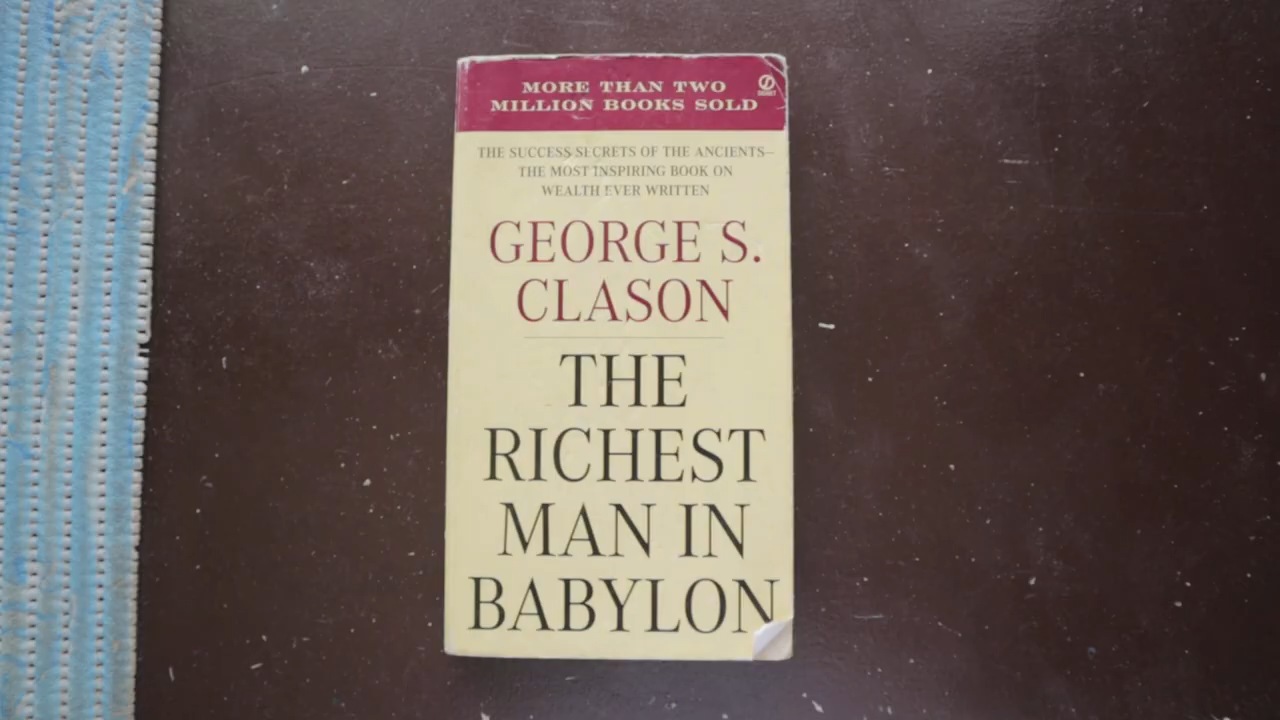 MORE THAN TWO
MILLION BOOKS SOLD
SIGNET
THE SUCCESS SECRETS OF THE ANCIENTS—
THE MOST INSPIRING BOOK ON
WEALTH EVER WRITTEN
GEORGE S.
CLASON
THE
RICHEST
MAN IN
BABYLON